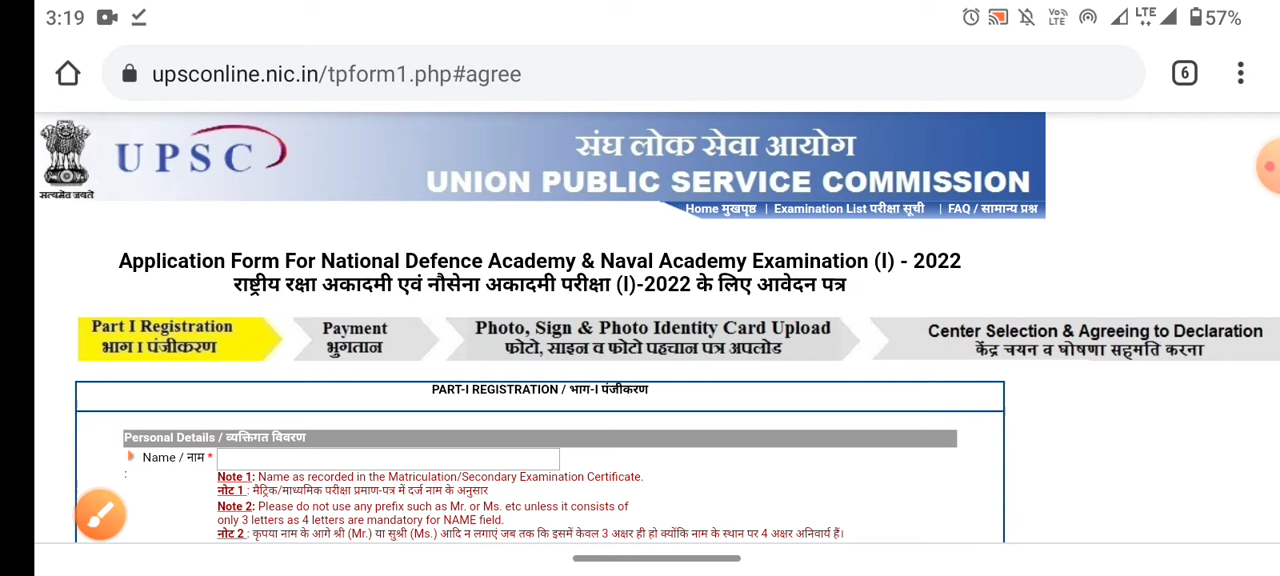 3:19
Vo LTE LTE 57%
upsconline.nic.in/tpform1.php#agree
6
सत्यमेव जयते
UPSC
संघ लोक सेवा आयोग
UNION PUBLIC SERVICE COMMISSION
Home मुखपृष्ठ | Examination List परीक्षा सूची | FAQ / सामान्य प्रश्न
Application Form For National Defence Academy & Naval Academy Examination (I) - 2022
राष्ट्रीय रक्षा अकादमी एवं नौसेना अकादमी परीक्षा (I)-2022 के लिए आवेदन पत्र
Part I Registration
भाग I पंजीकरण
Payment
भुगतान
Photo, Sign & Photo Identity Card Upload
फोटो, साइन व फोटो पहचान पत्र अपलोड
Center Selection & Agreeing to Declaration
केंद्र चयन व घोषणा सहमति करना
PART-I REGISTRATION / भाग-I पंजीकरण
Personal Details / व्यक्तिगत विवरण
Name / नाम *
:
Note 1: Name as recorded in the Matriculation/Secondary Examination Certificate.
नोट 1 : मैट्रिक/माध्यमिक परीक्षा प्रमाण-पत्र में दर्ज नाम के अनुसार
Note 2: Please do not use any prefix such as Mr. or Ms. etc unless it consists of
only 3 letters as 4 letters are mandatory for NAME field.
नोट 2 : कृपया नाम के आगे श्री (Mr.) या सुश्री (Ms.) आदि न लगाएं जब तक कि इसमें केवल 3 अक्षर ही हो क्योंकि नाम के स्थान पर 4 अक्षर अनिवार्य हैं।